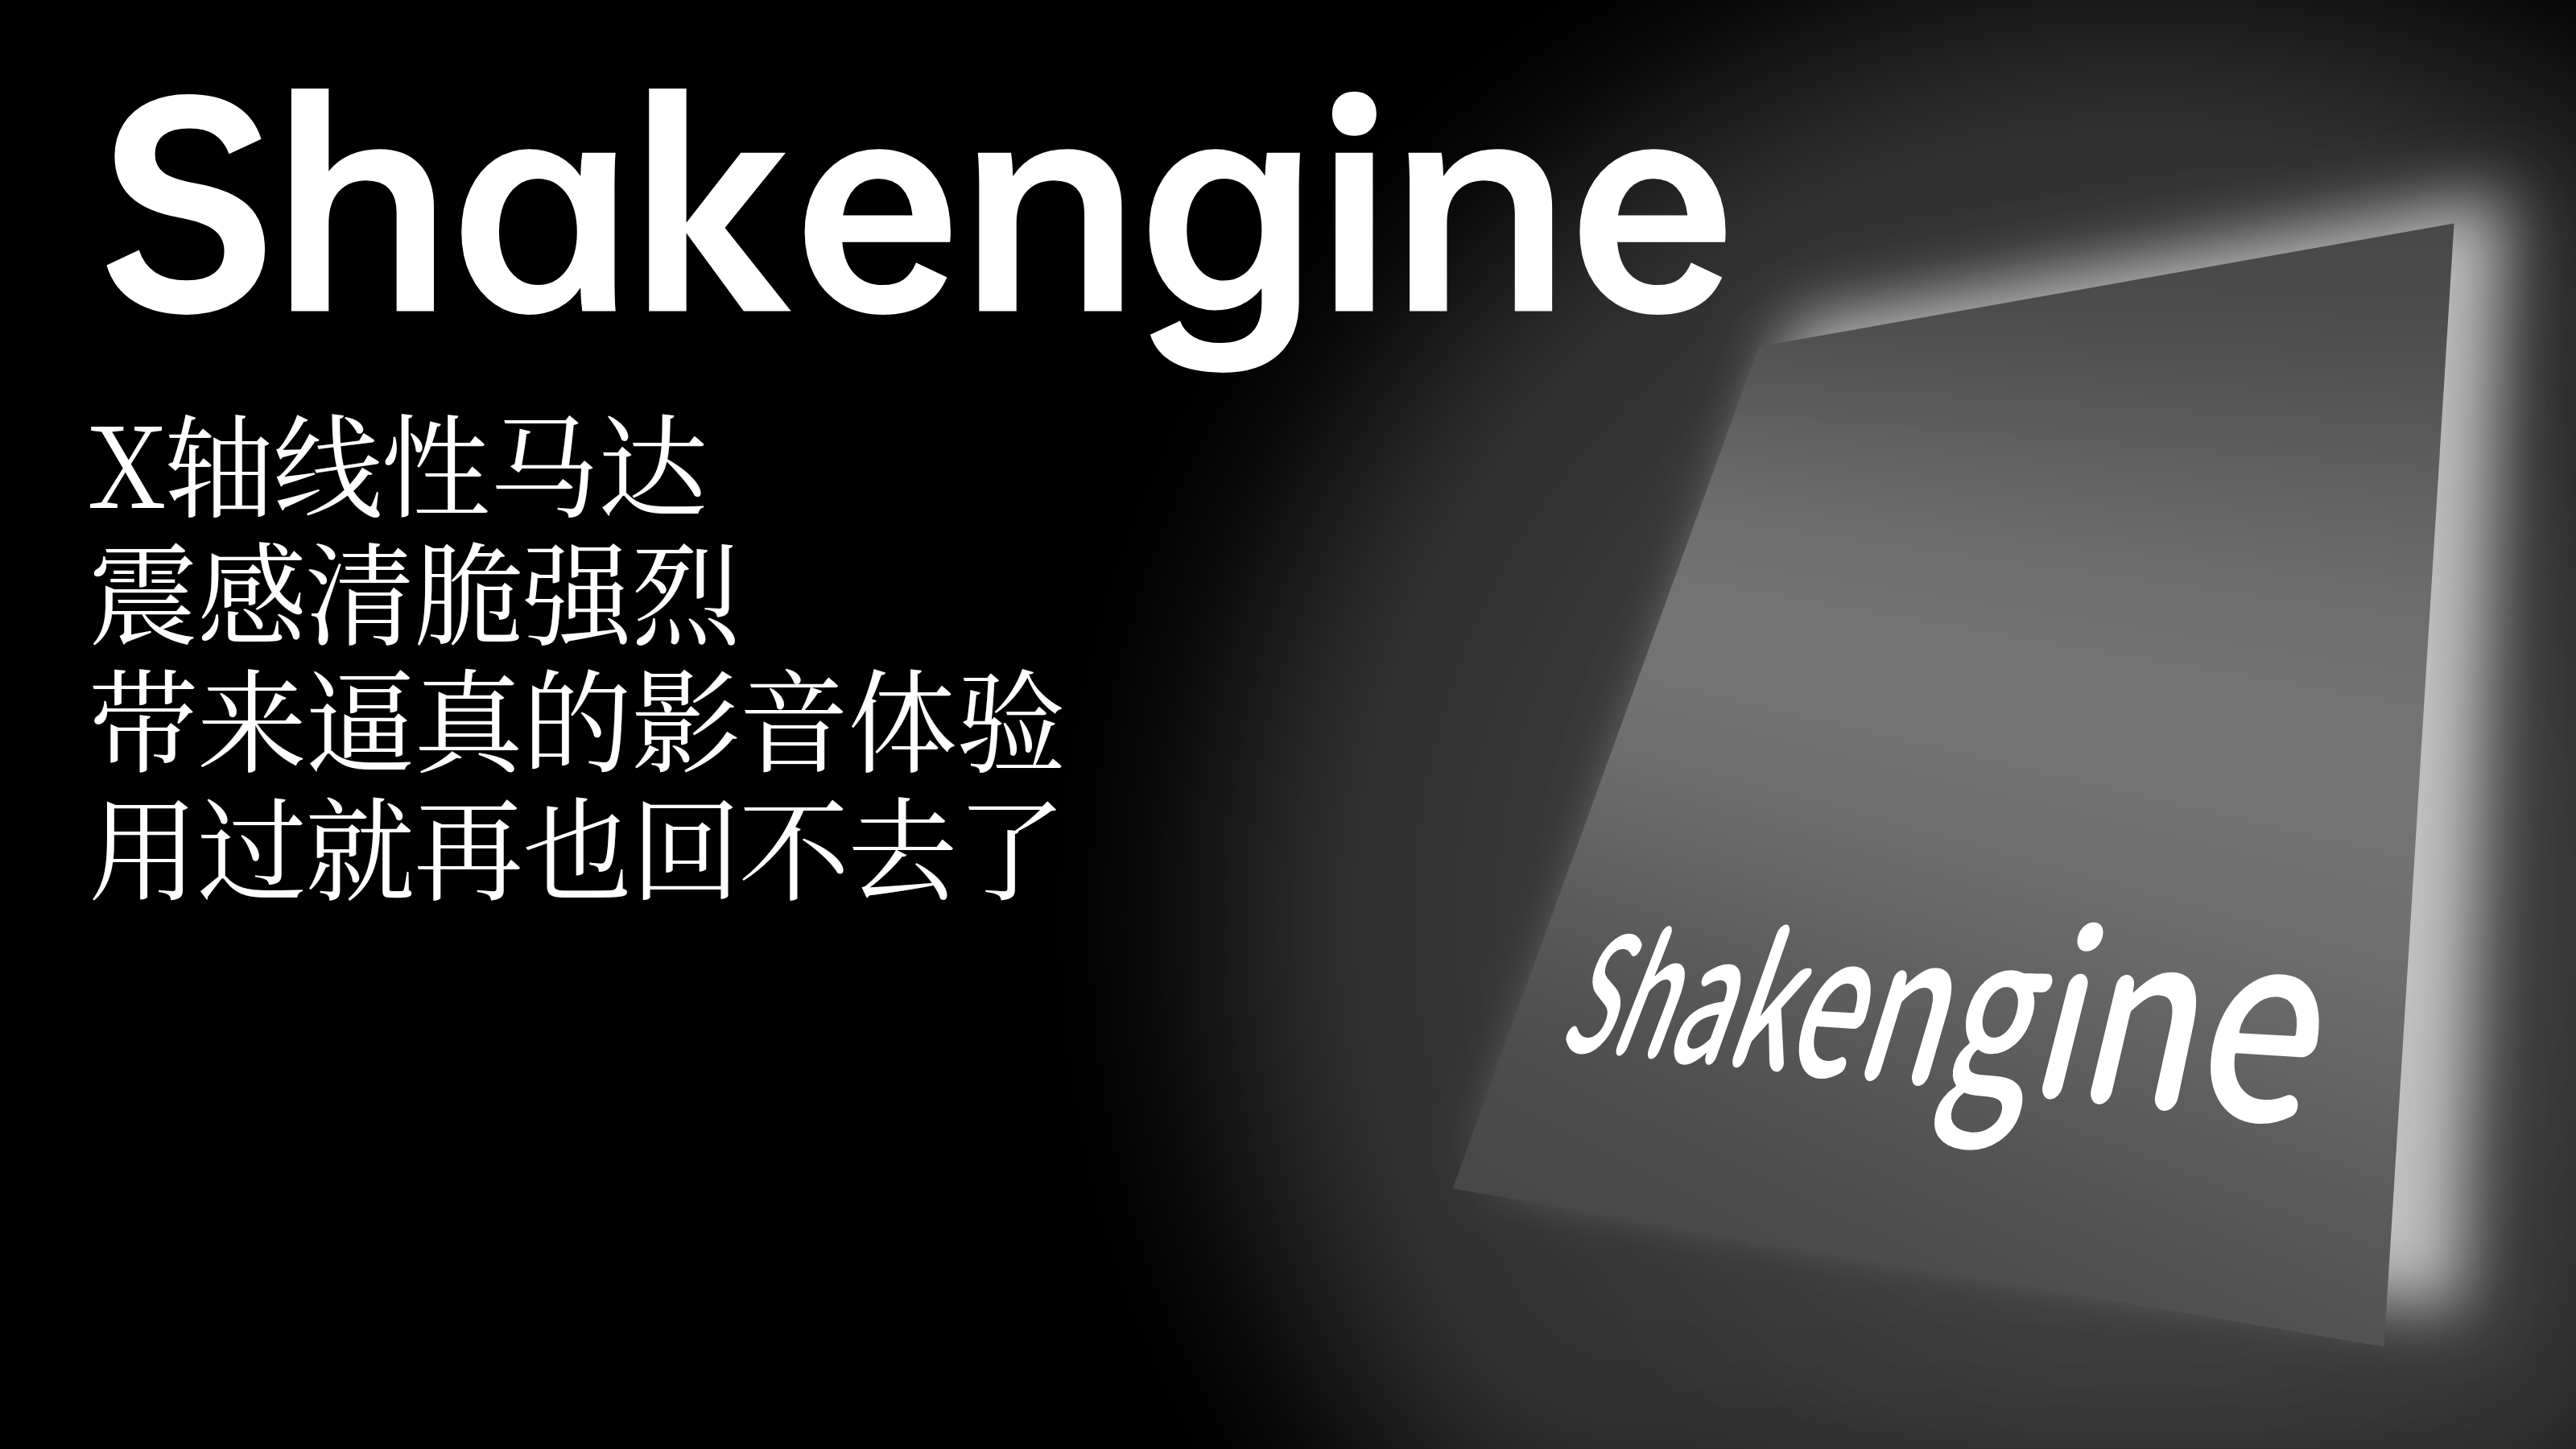 Shakengine
X轴线性马达
震感清脆强烈
带来逼真的影音体验
用过就再也回不去了
Shakengine